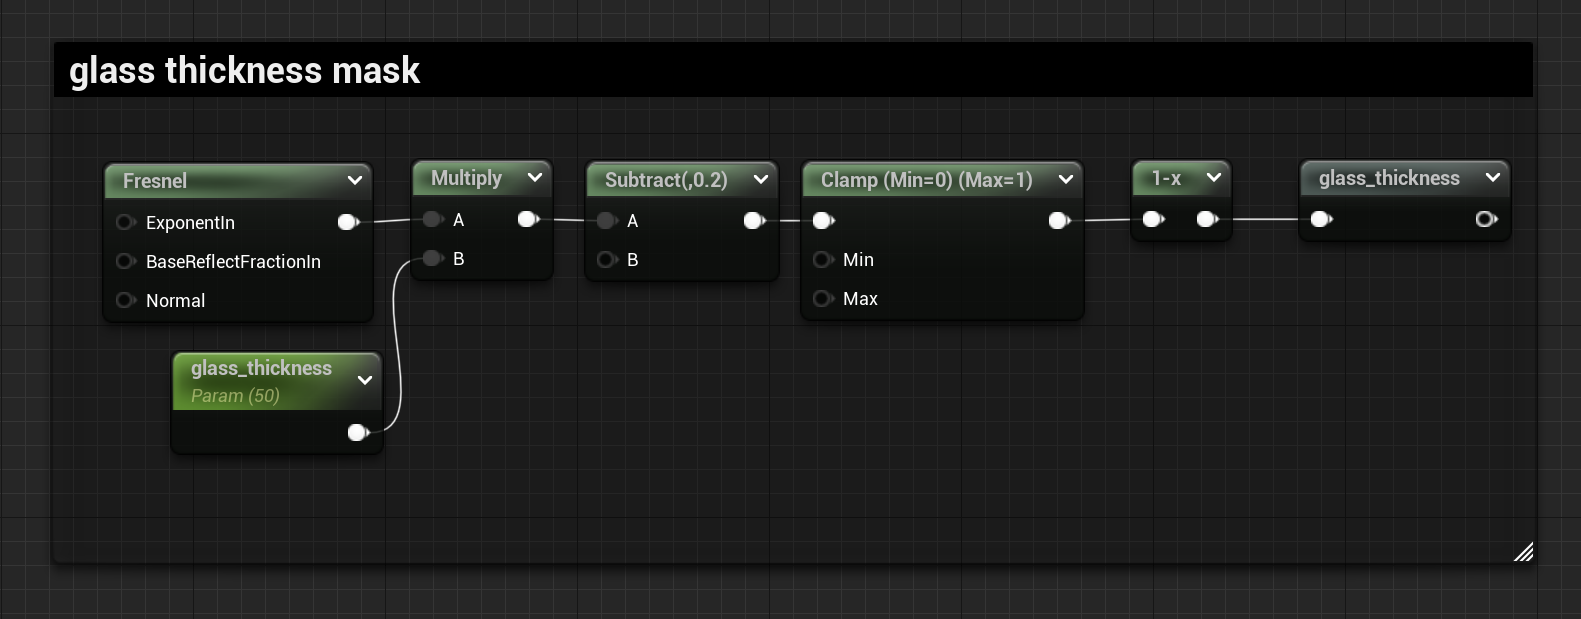 glass thickness mask
Fresnel
ExponentIn
BaseReflectFractionIn
Normal
glass_thickness
Param (50)
Multiply
A
B
Subtract(,0.2)
A
B
Clamp (Min=0) (Max=1)
Min
Max
1-x
glass_thickness